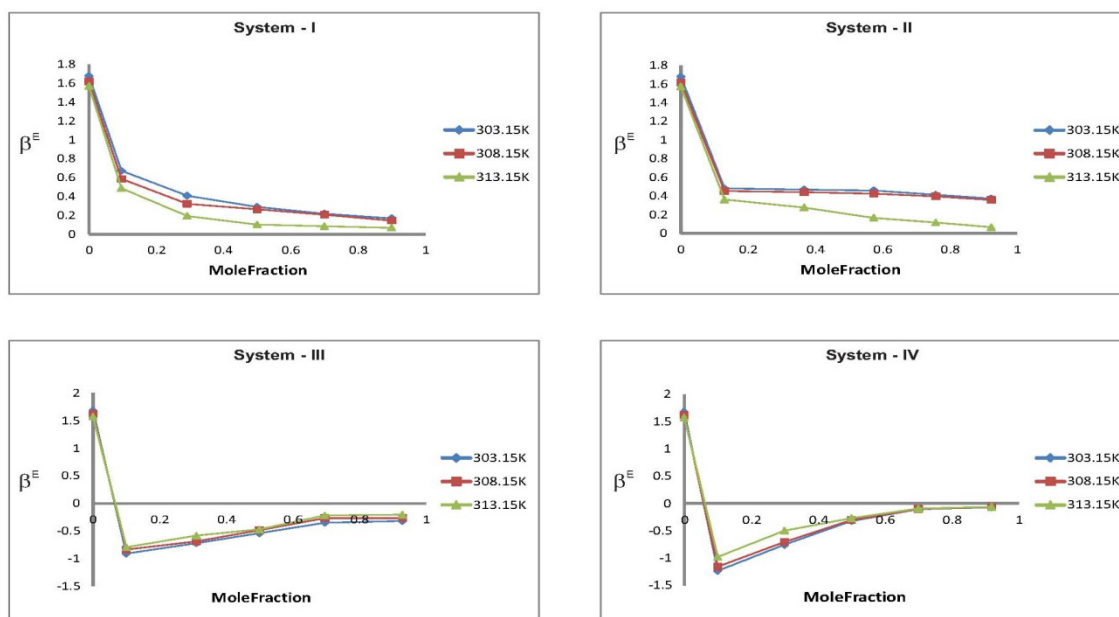 System - I
1.8
1.6
1.4
1.2
1
0.8
0.6
0.4
0.2
0
βᴱ
0 0.2 0.4 0.6 0.8 1
MoleFraction
303.15K
308.15K
313.15K
System - II
1.8
1.6
1.4
1.2
1
0.8
0.6
0.4
0.2
0
βᴱ
0 0.2 0.4 0.6 0.8 1
MoleFraction
303.15K
308.15K
313.15K
System - III
2
1.5
1
0.5
0
-0.5
-1
-1.5
βᴱ
0 0.2 0.4 0.6 0.8 1
MoleFraction
303.15K
308.15K
313.15K
System - IV
2
1.5
1
0.5
0
-0.5
-1
-1.5
βᴱ
0 0.2 0.4 0.6 0.8 1
MoleFraction
303.15K
308.15K
313.15K